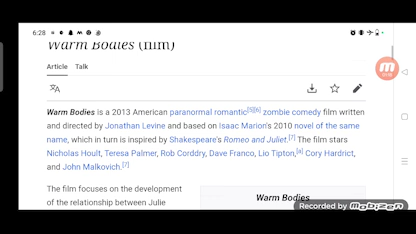 6:28
Warm Bodies (film)
Article Talk
Warm Bodies is a 2013 American paranormal romantic[5][6] zombie comedy film written
and directed by Jonathan Levine and based on Isaac Marion's 2010 novel of the same
name, which in turn is inspired by Shakespeare's Romeo and Juliet.[7] The film stars
Nicholas Hoult, Teresa Palmer, Rob Corddry, Dave Franco, Lio Tipton,[a] Cory Hardrict,
and John Malkovich.[7]
The film focuses on the development
of the relationship between Julie
Warm Bodies
Recorded by Mobizen